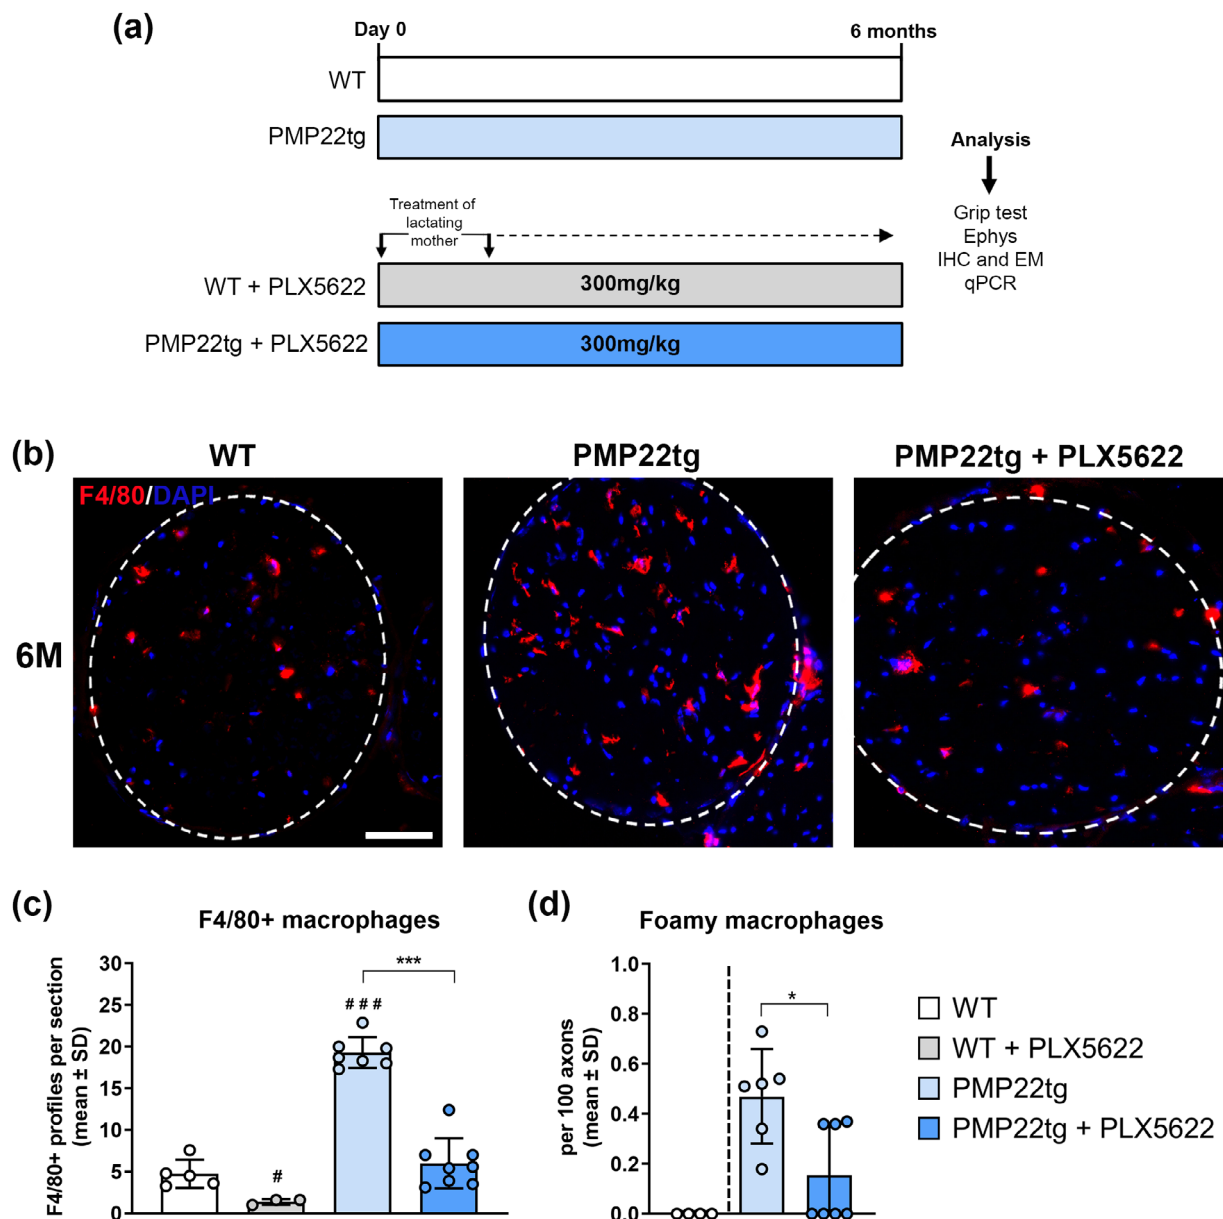 (a)
Day 0
6 months
WT
PMP22tg
Analysis
Treatment of
lactating
mother
Grip test
Ephys
IHC and EM
qPCR
WT + PLX5622
300mg/kg
PMP22tg + PLX5622
300mg/kg
(b)
WT
PMP22tg
PMP22tg + PLX5622
F4/80/DAPI
6M
(c)
F4/80+ macrophages
F4/80+ profiles per section
(mean ± SD)
30
25
20
15
10
5
0
#
###
***
(d)
Foamy macrophages
per 100 axons
(mean ± SD)
1.0
0.8
0.6
0.4
0.2
0.0
*
WT
WT + PLX5622
PMP22tg
PMP22tg + PLX5622